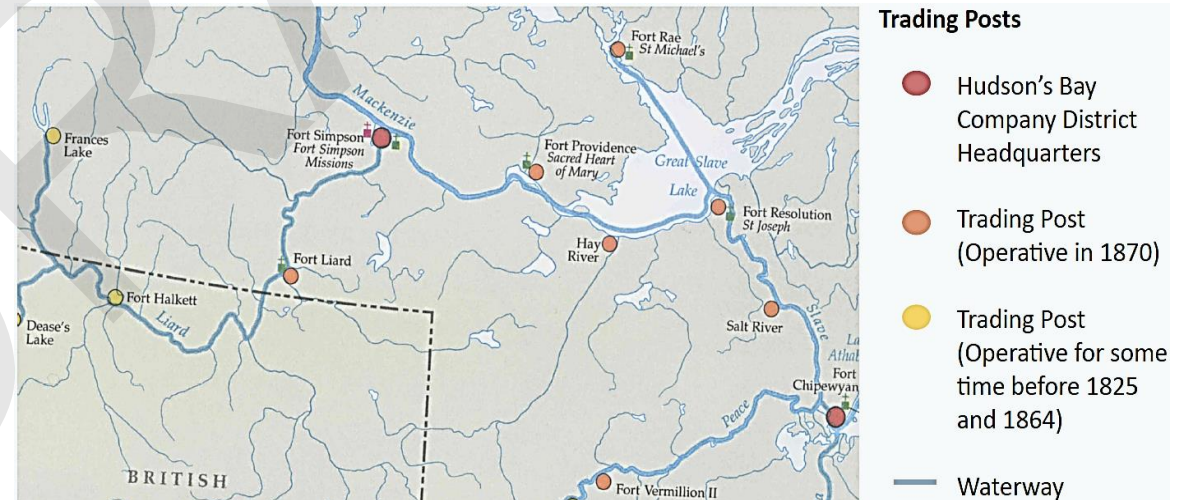 Fort Rae
St Michael's
Mackenzie
Fort Simpson
Fort Simpson
Missions
Frances
Lake
Fort Providence
Sacred Heart
of Mary
Great Slave
Lake
Fort Resolution
St Joseph
Hay
River
Fort Liard
Fort Halkett
Liard
Dease's
Lake
Salt River
Slave
Fort
Chipewyan
Peace
BRITISH
Fort Vermillion II
Trading Posts
Hudson's Bay
Company District
Headquarters
Trading Post
(Operative in 1870)
Trading Post
(Operative for some
time before 1825
and 1864)
Waterway